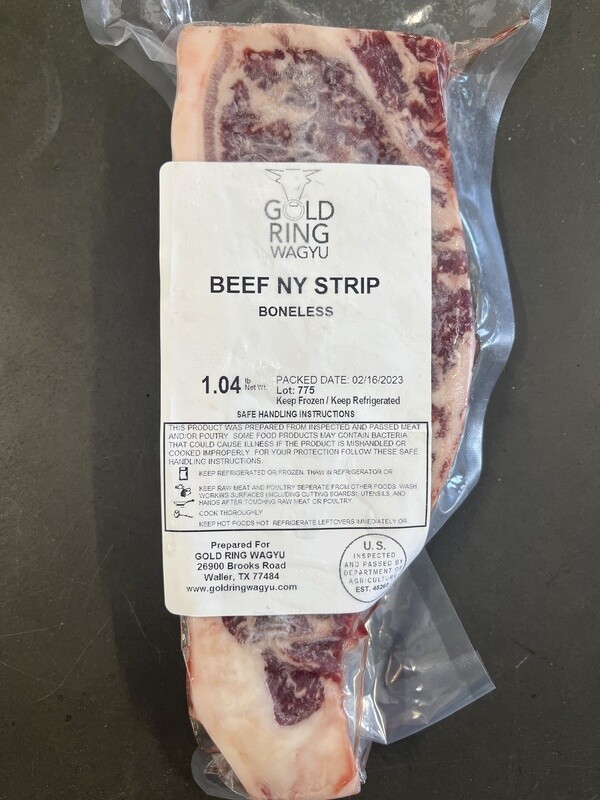 GOLD
RING
WAGYU
BEEF NY STRIP
BONELESS
1.04 lb Net Wt.
PACKED DATE: 02/16/2023
Lot: 775
Keep Frozen / Keep Refrigerated
SAFE HANDLING INSTRUCTIONS
THIS PRODUCT WAS PREPARED FROM INSPECTED AND PASSED MEAT
AND/OR POUTRY. SOME FOOD PRODUCTS MAY CONTAIN BACTERIA
THAT COULD CAUSE ILLNESS IF THE PRODUCT IS MISHANDLED OR
COOKED IMPROPERLY. FOR YOUR PROTECTION FOLLOW THESE SAFE
HANDLING INSTRUCTIONS.
KEEP REFRIGERATED OR FROZEN. THAW IN REFRIGERATOR OR
KEEP RAW MEAT AND POULTRY SEPERATE FROM OTHER FOODS. WASH
WORKING SURFACES (INCLUDING CUTTING BOARDS), UTENSILS, AND
HANDS AFTER TOUCHING RAW MEAT OR POULTRY.
COOK THOROUGHLY
KEEP HOT FOODS HOT. REFRIGERATE LEFTOVERS IMMEDIATELY OR
Prepared For
GOLD RING WAGYU
26900 Brooks Road
Waller, TX 77484
www.goldringwagyu.com
U.S.
INSPECTED
AND PASSED BY
DEPARTMENT OF
AGRICULTURE
EST.